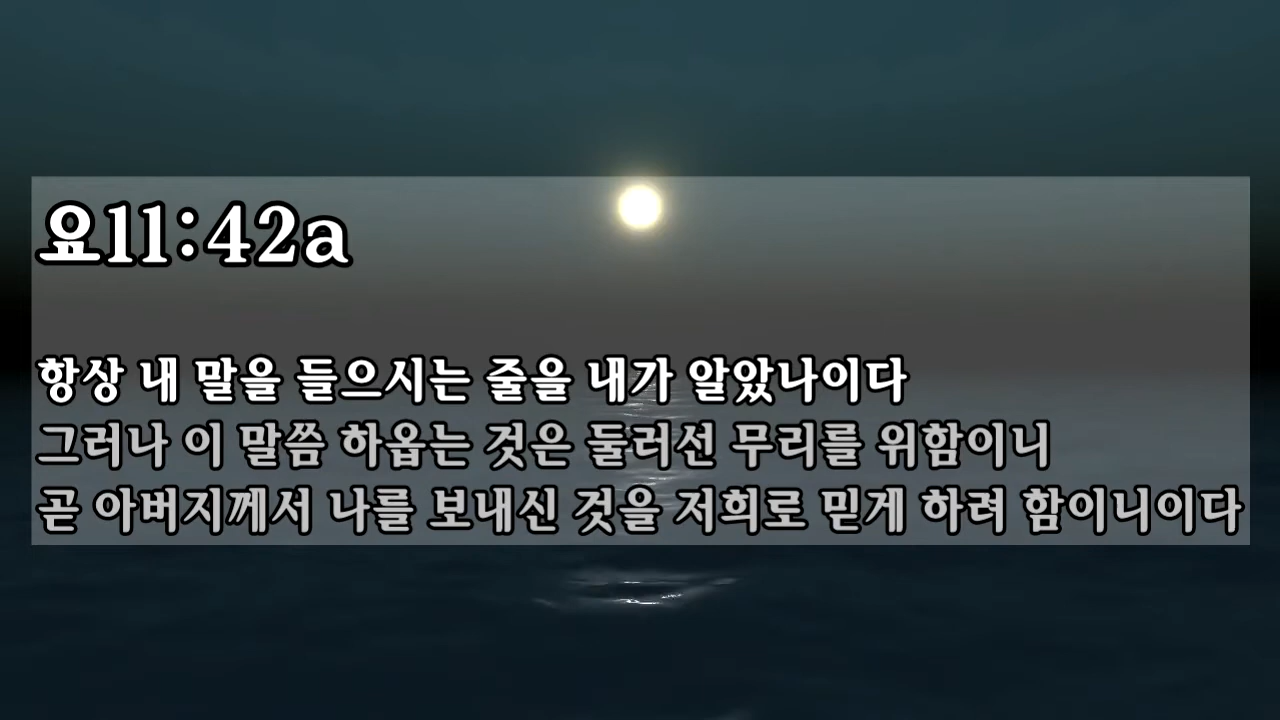 요11:42a
항상 내 말을 들으시는 줄을 내가 알았나이다
그러나 이 말씀 하옵는 것은 둘러선 무리를 위함이니
곧 아버지께서 나를 보내신 것을 저희로 믿게 하려 함이니이다